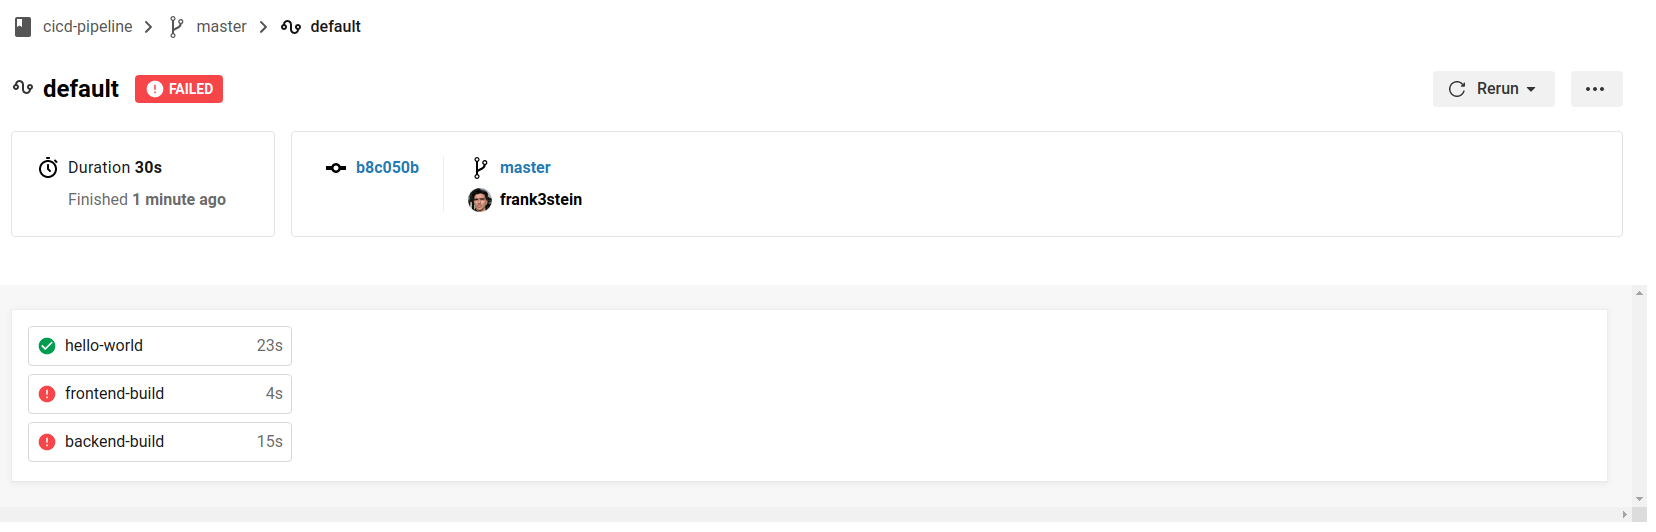 cicd-pipeline > master > default
default FAILED
Rerun
Duration 30s
Finished 1 minute ago
b8c050b
master
frank3stein
hello-world 23s
frontend-build 4s
backend-build 15s